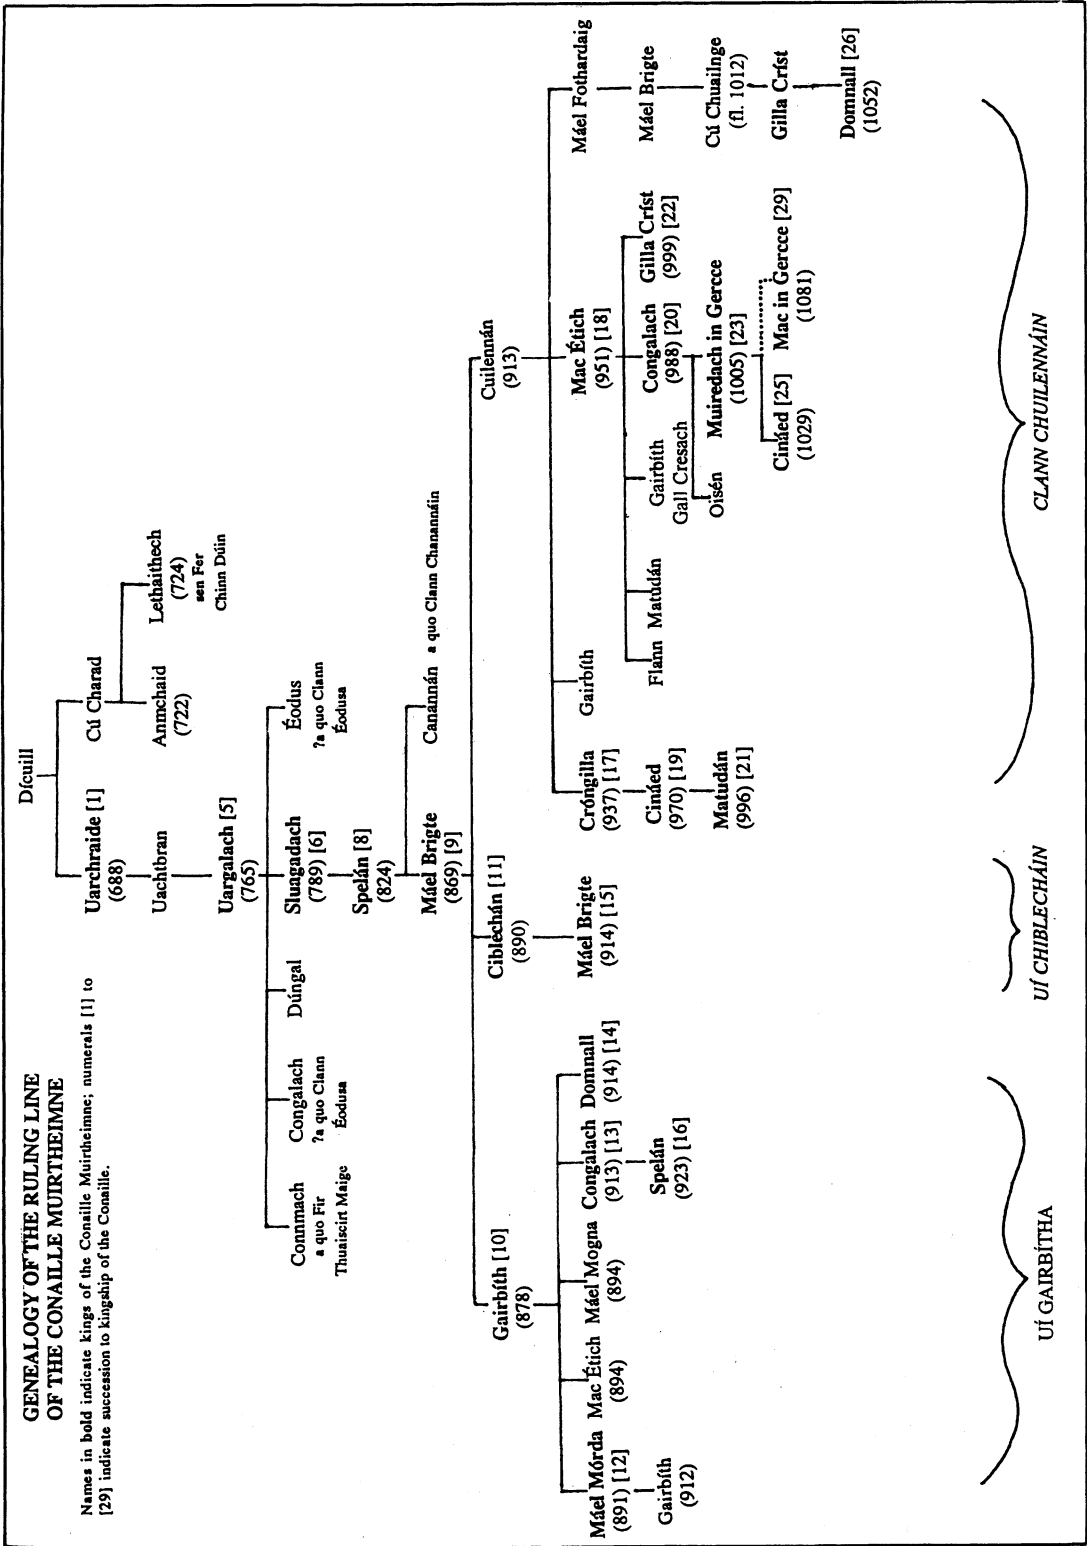 GENEALOGY OF THE RULING LINE
OF THE CONAILLE MUIRTHEIMNE
Names in bold indicate kings of the Conaille Muirtheimne; numerals [1] to
[29] indicate succession to kingship of the Conaille.
Dícuill
Uarchraide [1]
(688)
Cú Charad
Uachtbran
Anmchaid
(722)
Lethaithech
(724)
sen Fer
Chinn Dúin
Uargalach [5]
(765)
Connmach
a quo Fir
Thuaiscirt Maige
Congalach
?a quo Clann
Éodusa
Dúngal
Sluagadach
(789) [6]
Éodus
?a quo Clann
Éodusa
Spelán [8]
(824)
Máel Brigte
(869) [9]
Canannán a quo Clann Chanannáin
Gairbíth [10]
(878)
Ciblechán [11]
(890)
Cuilennán
(913)
Máel Mórda
(891) [12]
Mac Étich
(894)
Máel Mogna
(894)
Congalach
(913) [13]
Domnall
(914) [14]
Máel Brigte
(914) [15]
Cróngilla
(937) [17]
Gairbíth
Mac Étich
(951) [18]
Máel Fothardaig
Gairbíth
(912)
Spelán
(923) [16]
Cináed
(970) [19]
Matudán
(996) [21]
Flann
Matudán
Gairbíth
Gall Cresach
Congalach
(988) [20]
Gilla Críst
(999) [22]
Máel Brigte
Oisén
Muiredach in Gercce
(1005) [23]
Cú Chuailnge
(fl. 1012)
Cináed [25]
(1029)
Mac in Gercce [29]
(1081)
Gilla Críst
Domnall [26]
(1052)
UÍ GAIRBÍTHA
UÍ CHIBLECHÁIN
CLANN CHUILENNÁIN